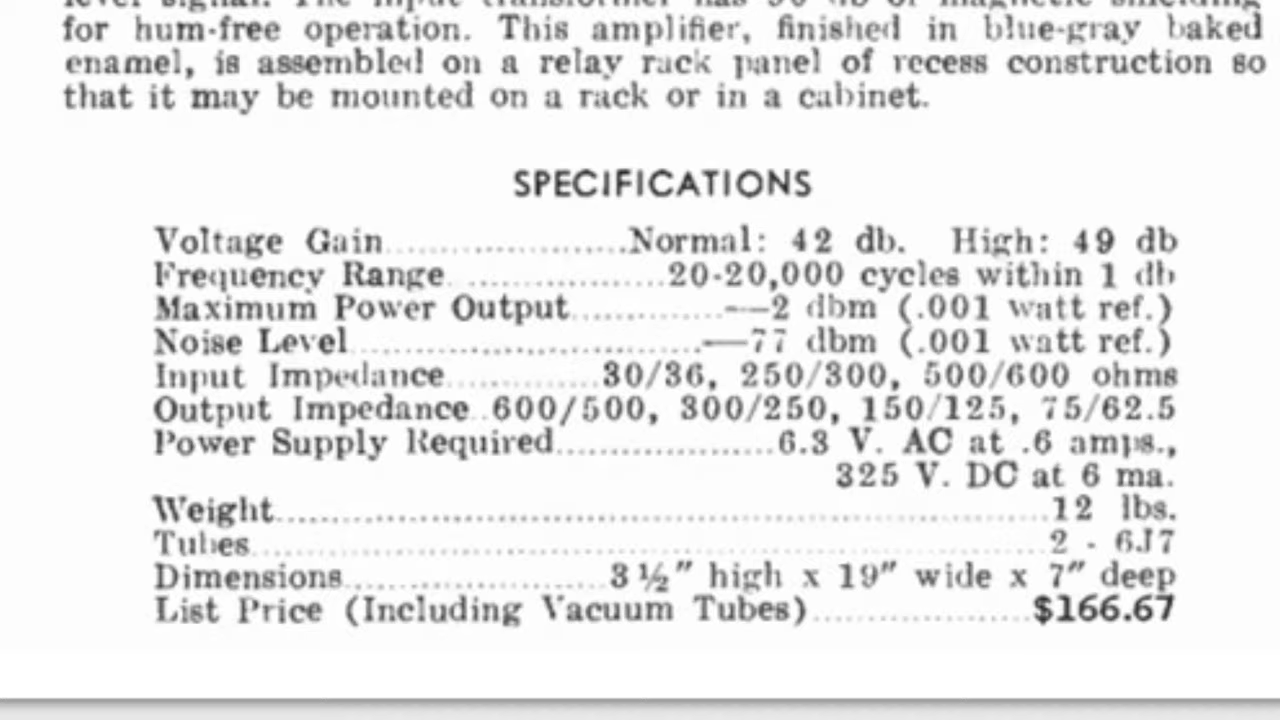 for hum-free operation. This amplifier, finished in blue-gray baked
enamel, is assembled on a relay rack panel of recess construction so
that it may be mounted on a rack or in a cabinet.
SPECIFICATIONS
Voltage Gain......................Normal: 42 db. High: 49 db
Frequency Range....................20-20,000 cycles within 1 db
Maximum Power Output.............—2 dbm (.001 watt ref.)
Noise Level..............................—77 dbm (.001 watt ref.)
Input Impedance.............30/36, 250/300, 500/600 ohms
Output Impedance..600/500, 300/250, 150/125, 75/62.5
Power Supply Required...................6.3 V. AC at .6 amps.,
325 V. DC at 6 ma.
Weight....................................................................12 lbs.
Tubes.....................................................................2 - 6J7
Dimensions.......................3½" high x 19" wide x 7" deep
List Price (Including Vacuum Tubes)...................$166.67